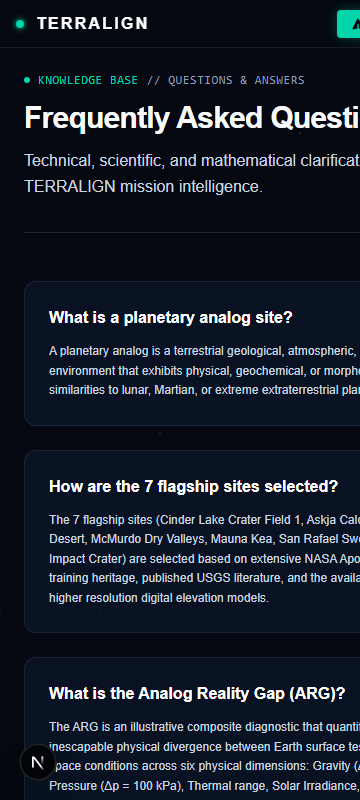 TERRALIGN
KNOWLEDGE BASE // QUESTIONS & ANSWERS
Frequently Asked Questi
Technical, scientific, and mathematical clarificat
TERRALIGN mission intelligence.
What is a planetary analog site?
A planetary analog is a terrestrial geological, atmospheric,
environment that exhibits physical, geochemical, or morph
similarities to lunar, Martian, or extreme extraterrestrial plan
How are the 7 flagship sites selected?
The 7 flagship sites (Cinder Lake Crater Field 1, Askja Cald
Desert, McMurdo Dry Valleys, Mauna Kea, San Rafael Swe
Impact Crater) are selected based on extensive NASA Apo
training heritage, published USGS literature, and the availa
higher resolution digital elevation models.
What is the Analog Reality Gap (ARG)?
The ARG is an illustrative composite diagnostic that quantif
inescapable physical divergence between Earth surface tes
space conditions across six physical dimensions: Gravity (
Pressure (Δp = 100 kPa), Thermal range, Solar Irradiance,
N